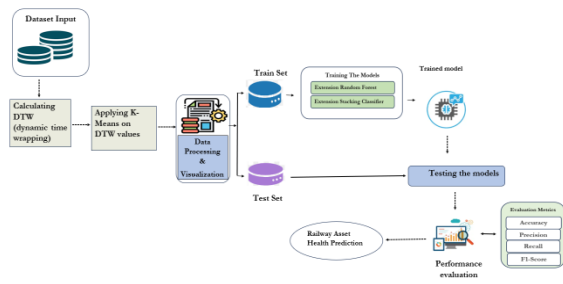 Dataset Input
Calculating
DTW
(dynamic time
wrapping)
Applying K-
Means on
DTW values
Data
Processing
&
Visualization
Train Set
Test Set
Training The Models
Extension Random Forest
Extension Stacking Classifier
Trained model
Testing the models
Performance
evaluation
Evaluation Metrics
Accuracy
Precision
Recall
F1-Score
Railway Asset
Health Prediction